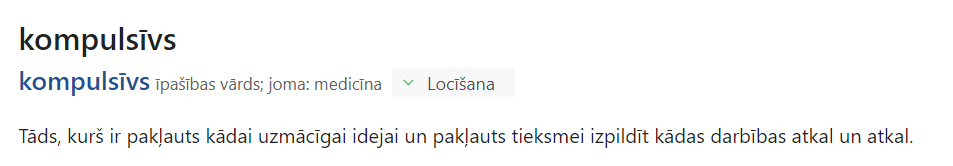 kompulsīvs
kompulsīvs īpašības vārds; joma: medicīna Locīšana
Tāds, kurš ir pakļauts kādai uzmācīgai idejai un pakļauts tieksmei izpildīt kādas darbības atkal un atkal.